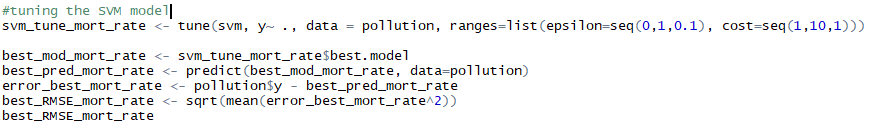 #tuning the SVM model
svm_tune_mort_rate <- tune(svm, y~ ., data = pollution, ranges=list(epsilon=seq(0,1,0.1), cost=seq(1,10,1)))
best_mod_mort_rate <- svm_tune_mort_rate$best.model
best_pred_mort_rate <- predict(best_mod_mort_rate, data=pollution)
error_best_mort_rate <- pollution$y - best_pred_mort_rate
best_RMSE_mort_rate <- sqrt(mean(error_best_mort_rate^2))
best_RMSE_mort_rate